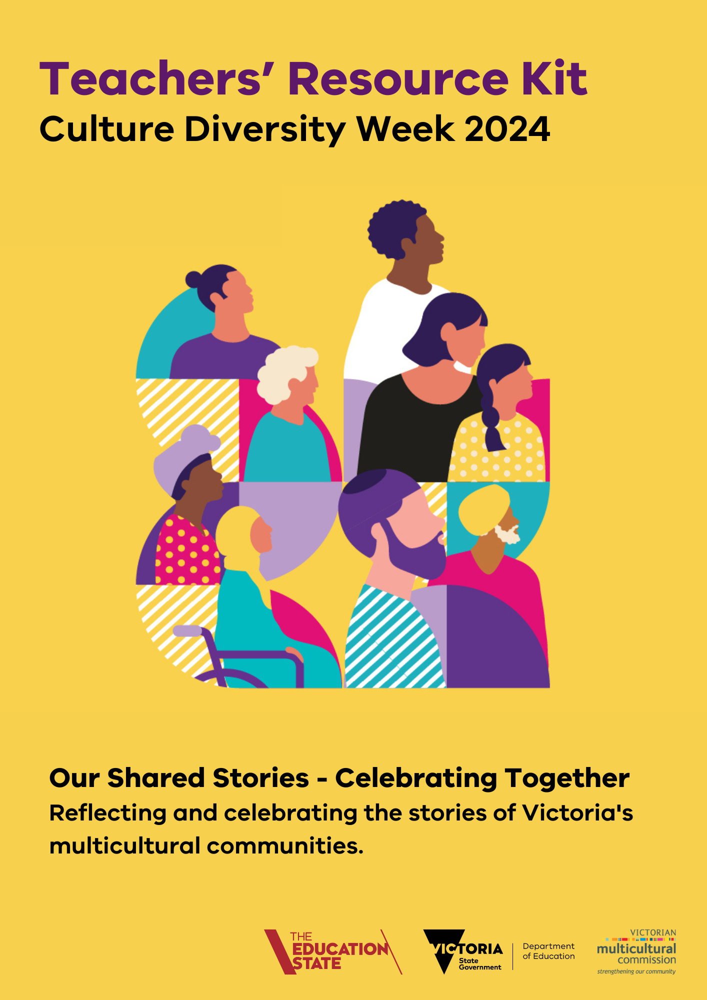 Teachers’ Resource Kit
Culture Diversity Week 2024
Our Shared Stories - Celebrating Together
Reflecting and celebrating the stories of Victoria's
multicultural communities.
THE
EDUCATION
STATE
VICTORIA
State
Government
Department
of Education
VICTORIAN
multicultural
commission
strengthening our community